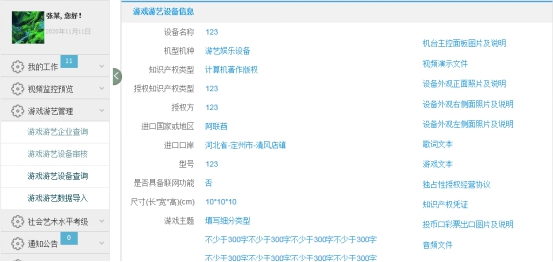 张某, 您好!
2020年11月11日
我的工作 11
视频监控预览
游戏游艺管理
游戏游艺企业查询
游戏游艺设备审核
游戏游艺设备查询
游戏游艺数据导入
社会艺术水平考级
通知公告 0
游戏游艺设备信息
设备名称 123
机型机种 游艺娱乐设备
知识产权类型 计算机著作版权
授权知识产权类型 123
授权方 123
进口国家或地区 阿联酋
进口口岸 河北省-定州市-清风店镇
型号 123
是否具备联网功能 否
尺寸(长*宽*高)(cm) 10*10*10
游戏主题 填写细分类型
不少于300字不少于300字不少于300字不少于300字
不少于300字不少于300字不少于300字不少于300字
机台主控面板图片及说明
视频演示文件
设备外观正面照片及说明
设备外观右侧面照片及说明
设备外观左侧面照片及说明
歌词文本
游戏文本
独占性授权经营协议
知识产权凭证
投币口彩票出口图片及说明
音频文件